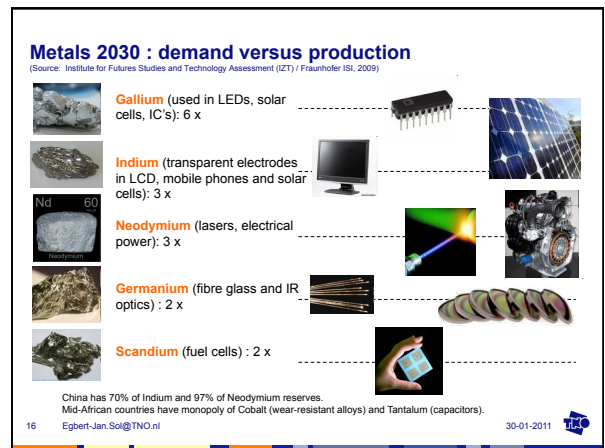 Metals 2030 : demand versus production
(Source: Institute for Futures Studies and Technology Assessment (IZT) / Fraunhofer ISI, 2009)
Gallium (used in LEDs, solar
cells, IC's): 6 x
Indium (transparent electrodes
in LCD, mobile phones and solar
cells): 3 x
Nd 60
Neodymium
Neodymium (lasers, electrical
power): 3 x
Germanium (fibre glass and IR
optics) : 2 x
Scandium (fuel cells) : 2 x
China has 70% of Indium and 97% of Neodymium reserves.
Mid-African countries have monopoly of Cobalt (wear-resistant alloys) and Tantalum (capacitors).
16 Egbert-Jan.Sol@TNO.nl 30-01-2011 TNO